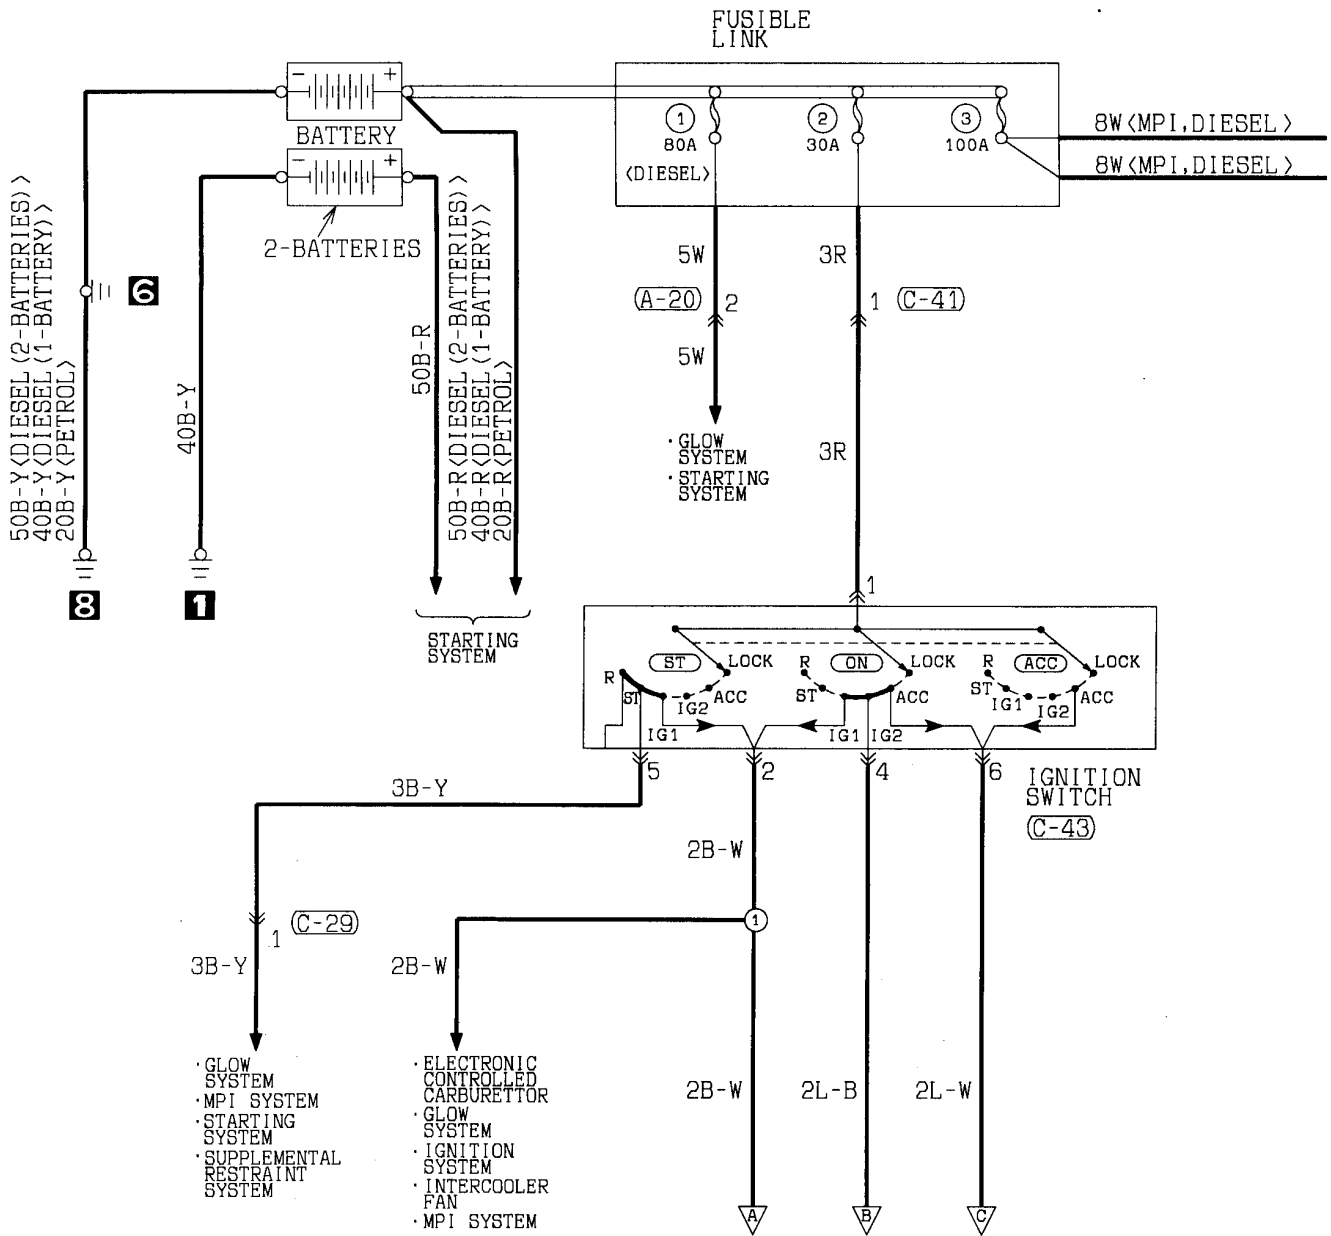 FUSIBLE
LINK
BATTERY
- +
- +
2-BATTERIES
1
80A
<DIESEL>
2
30A
3
100A
8W<MPI,DIESEL>
8W<MPI,DIESEL>
50B-Y<DIESEL(2-BATTERIES)>
40B-Y<DIESEL(1-BATTERY)>
20B-Y<PETROL>
6
8
40B-Y
1
50B-R
50B-R<DIESEL(2-BATTERIES)>
40B-R<DIESEL(1-BATTERY)>
20B-R<PETROL>
STARTING
SYSTEM
5W
(A-20)
2
5W
·GLOW
SYSTEM
·STARTING
SYSTEM
3R
1
(C-41)
3R
1
R
ST
ST
LOCK
ACC
IG2
IG1
R
ON
LOCK
ST
ACC
IG1
IG2
R
ACC
LOCK
ST
IG1
IG2
ACC
5
2
4
6
IGNITION
SWITCH
(C-43)
3B-Y
(C-29)
1
3B-Y
2B-W
1
2B-W
2B-W
2L-B
2L-W
·GLOW
SYSTEM
·MPI SYSTEM
·STARTING
SYSTEM
·SUPPLEMENTAL
RESTRAINT
SYSTEM
·ELECTRONIC
CONTROLLED
CARBURETTOR
·GLOW
SYSTEM
·IGNITION
SYSTEM
·INTERCOOLER
FAN
·MPI SYSTEM
A
B
C